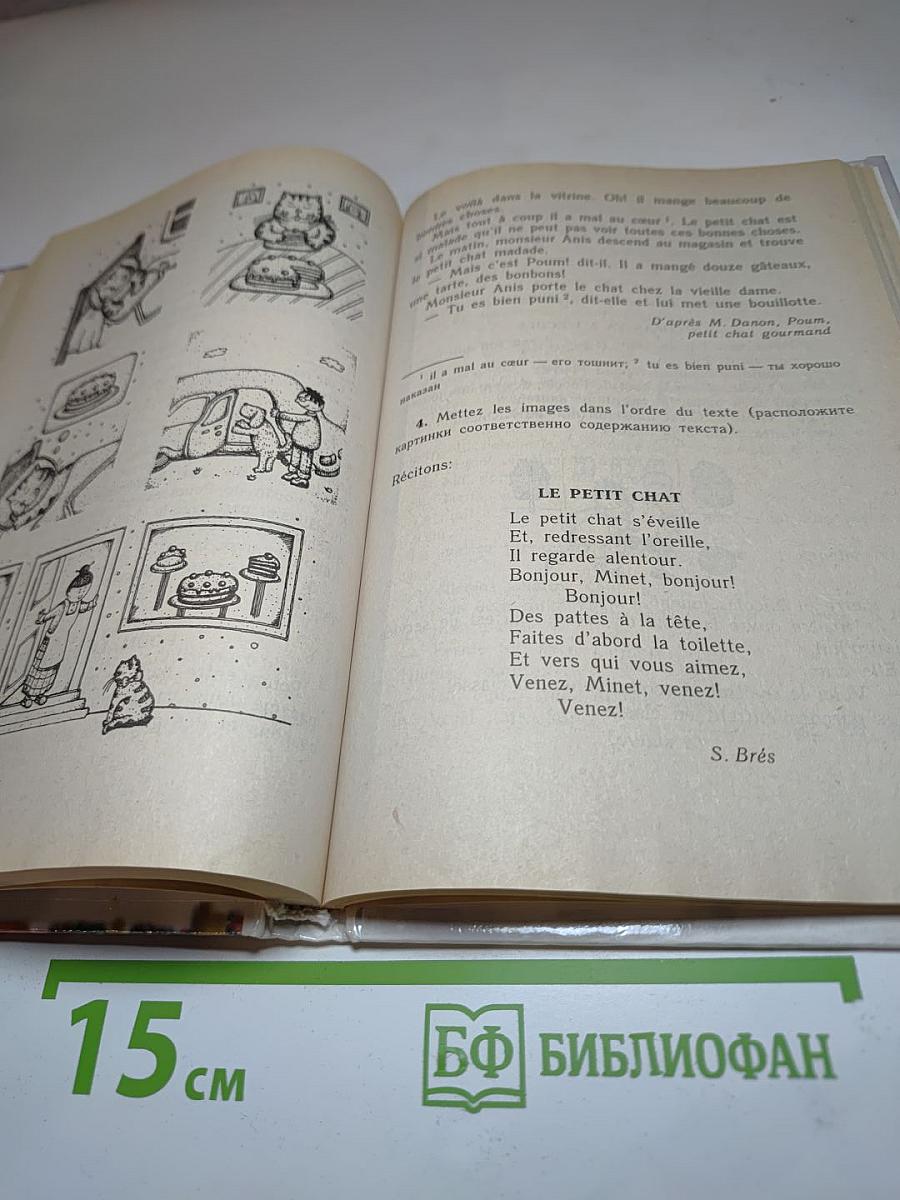 Le voilà dans la vitrine. Oh! il mange beaucoup de
bonnes choses.
Mais tout à coup il a mal au cœur ¹. Le petit chat est
si malade qu'il ne peut pas voir toutes ces bonnes choses.
Le matin, monsieur Anis descend au magasin et trouve
le petit chat madade.
— Mais c'est Poum! dit-il. Il a mangé douze gâteaux,
une tarte, des bonbons!
Monsieur Anis porte le chat chez la vieille dame.
— Tu es bien puni ², dit-elle et lui met une bouillotte.
D'après M. Danon, Poum,
petit chat gourmand
¹ il a mal au cœur — его тошнит; ² tu es bien puni — ты хорошо
наказан
4. Mettez les images dans l'ordre du texte (расположите
картинки соответственно содержанию текста).
Récitons:
LE PETIT CHAT
Le petit chat s'éveille
Et, redressant l'oreille,
Il regarde alentour.
Bonjour, Minet, bonjour!
Bonjour!
Des pattes à la tête,
Faites d'abord la toilette,
Et vers qui vous aimez,
Venez, Minet, venez!
Venez!
S. Brés
15 см
БФ БИБЛИОФАН